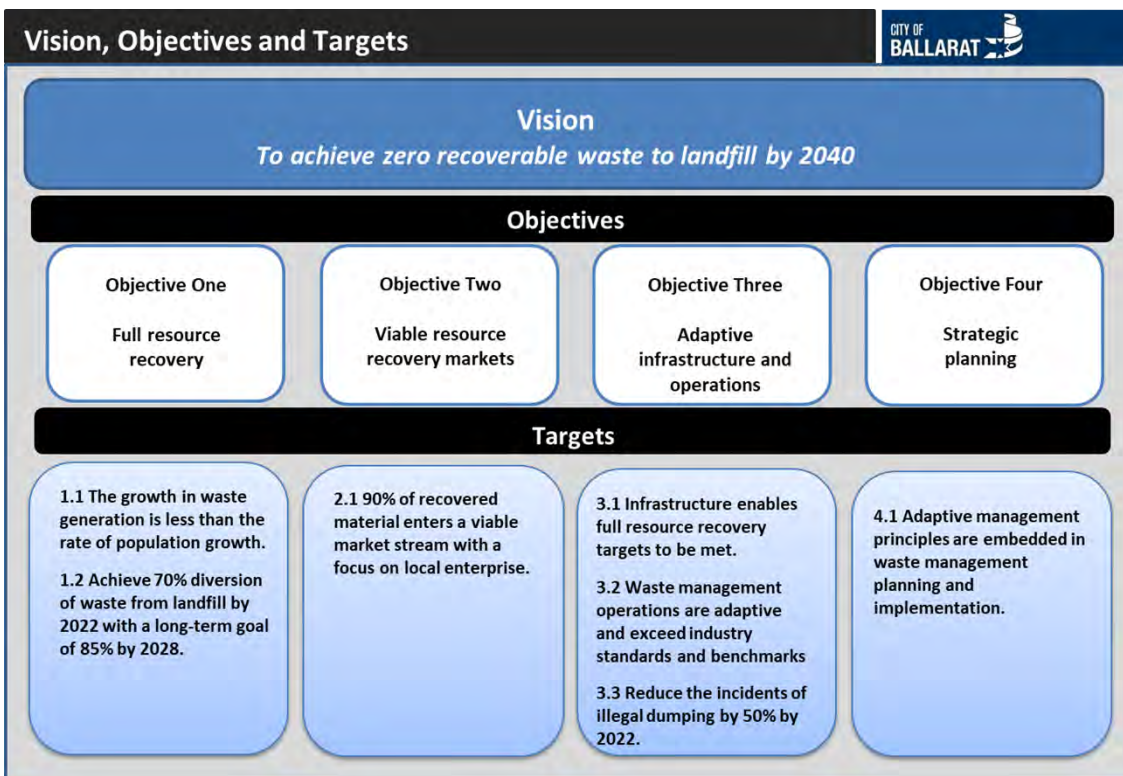 Vision, Objectives and Targets
CITY OF
BALLARAT
Vision
To achieve zero recoverable waste to landfill by 2040
Objectives
Objective One
Full resource
recovery
Objective Two
Viable resource
recovery markets
Objective Three
Adaptive
infrastructure and
operations
Objective Four
Strategic
planning
Targets
1.1 The growth in waste
generation is less than the
rate of population growth.
1.2 Achieve 70% diversion
of waste from landfill by
2022 with a long-term goal
of 85% by 2028.
2.1 90% of recovered
material enters a viable
market stream with a
focus on local enterprise.
3.1 Infrastructure enables
full resource recovery
targets to be met.
3.2 Waste management
operations are adaptive
and exceed industry
standards and benchmarks
3.3 Reduce the incidents of
illegal dumping by 50% by
2022.
4.1 Adaptive management
principles are embedded in
waste management
planning and
implementation.